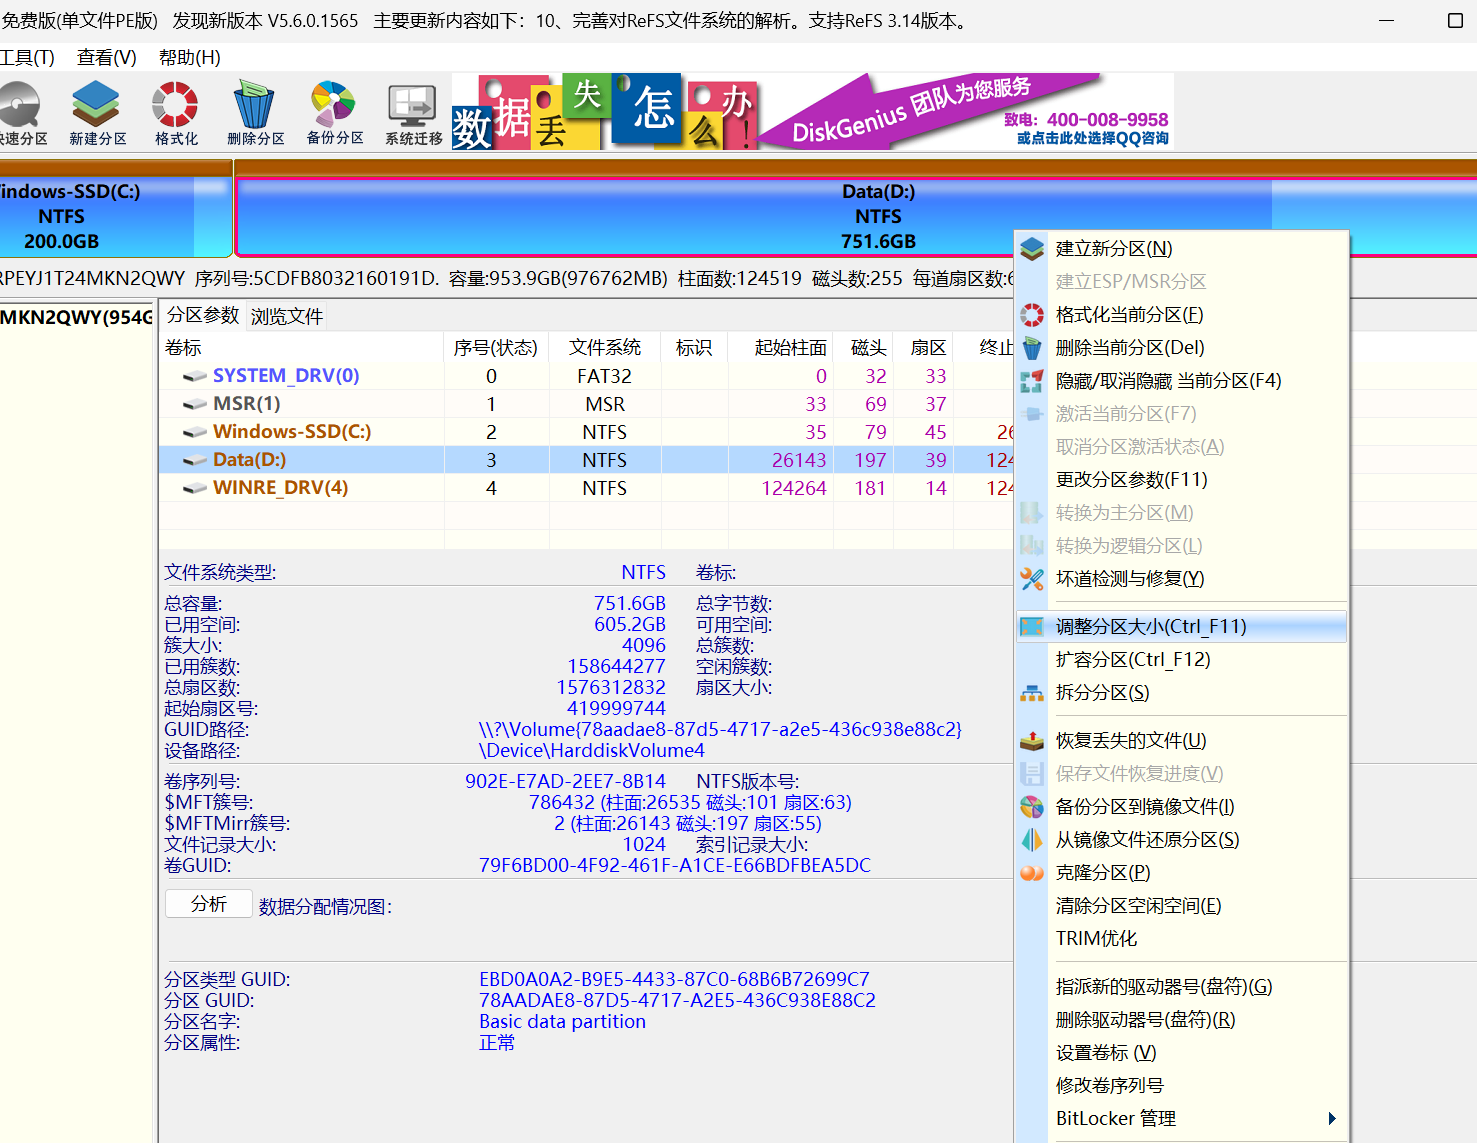 免费版(单文件PE版) 发现新版本 V5.6.0.1565 主要更新内容如下：10、完善对ReFS文件系统的解析。支持ReFS 3.14版本。
工具(T) 查看(V) 帮助(H)
快速分区 新建分区 格式化 删除分区 备份分区 系统迁移
数据丢失怎么办!
DiskGenius 团队为您服务
致电：400-008-9958
或点击此处选择QQ咨询
indows-SSD(C:)
NTFS
200.0GB
Data(D:)
NTFS
751.6GB
RPEYJ1T24MKN2QWY 序列号:5CDFB8032160191D. 容量:953.9GB(976762MB) 柱面数:124519 磁头数:255 每道扇区数:6
MKN2QWY(954G
分区参数 浏览文件
卷标 序号(状态) 文件系统 标识 起始柱面 磁头 扇区 终止
SYSTEM_DRV(0) 0 FAT32 0 32 33
MSR(1) 1 MSR 33 69 37
Windows-SSD(C:) 2 NTFS 35 79 45 26
Data(D:) 3 NTFS 26143 197 39 124
WINRE_DRV(4) 4 NTFS 124264 181 14 124
文件系统类型: NTFS 卷标:
总容量: 751.6GB 总字节数:
已用空间: 605.2GB 可用空间:
簇大小: 4096 总簇数:
已用簇数: 158644277 空闲簇数:
总扇区数: 1576312832 扇区大小:
起始扇区号: 419999744
GUID路径: \\?\Volume{78aadae8-87d5-4717-a2e5-436c938e88c2}
设备路径: \Device\HarddiskVolume4
卷序列号: 902E-E7AD-2EE7-8B14 NTFS版本号:
$MFT簇号: 786432 (柱面:26535 磁头:101 扇区:63)
$MFTMirr簇号: 2 (柱面:26143 磁头:197 扇区:55)
文件记录大小: 1024 索引记录大小:
卷GUID: 79F6BD00-4F92-461F-A1CE-E66BDFBEA5DC
分析 数据分配情况图:
分区类型 GUID: EBD0A0A2-B9E5-4433-87C0-68B6B72699C7
分区 GUID: 78AADAE8-87D5-4717-A2E5-436C938E88C2
分区名字: Basic data partition
分区属性: 正常
建立新分区(N)
建立ESP/MSR分区
格式化当前分区(F)
删除当前分区(Del)
隐藏/取消隐藏 当前分区(F4)
激活当前分区(F7)
取消分区激活状态(A)
更改分区参数(F11)
转换为主分区(M)
转换为逻辑分区(L)
坏道检测与修复(Y)
调整分区大小(Ctrl_F11)
扩容分区(Ctrl_F12)
拆分分区(S)
恢复丢失的文件(U)
保存文件恢复进度(V)
备份分区到镜像文件(I)
从镜像文件还原分区(S)
克隆分区(P)
清除分区空闲空间(E)
TRIM优化
指派新的驱动器号(盘符)(G)
删除驱动器号(盘符)(R)
设置卷标 (V)
修改卷序列号
BitLocker 管理